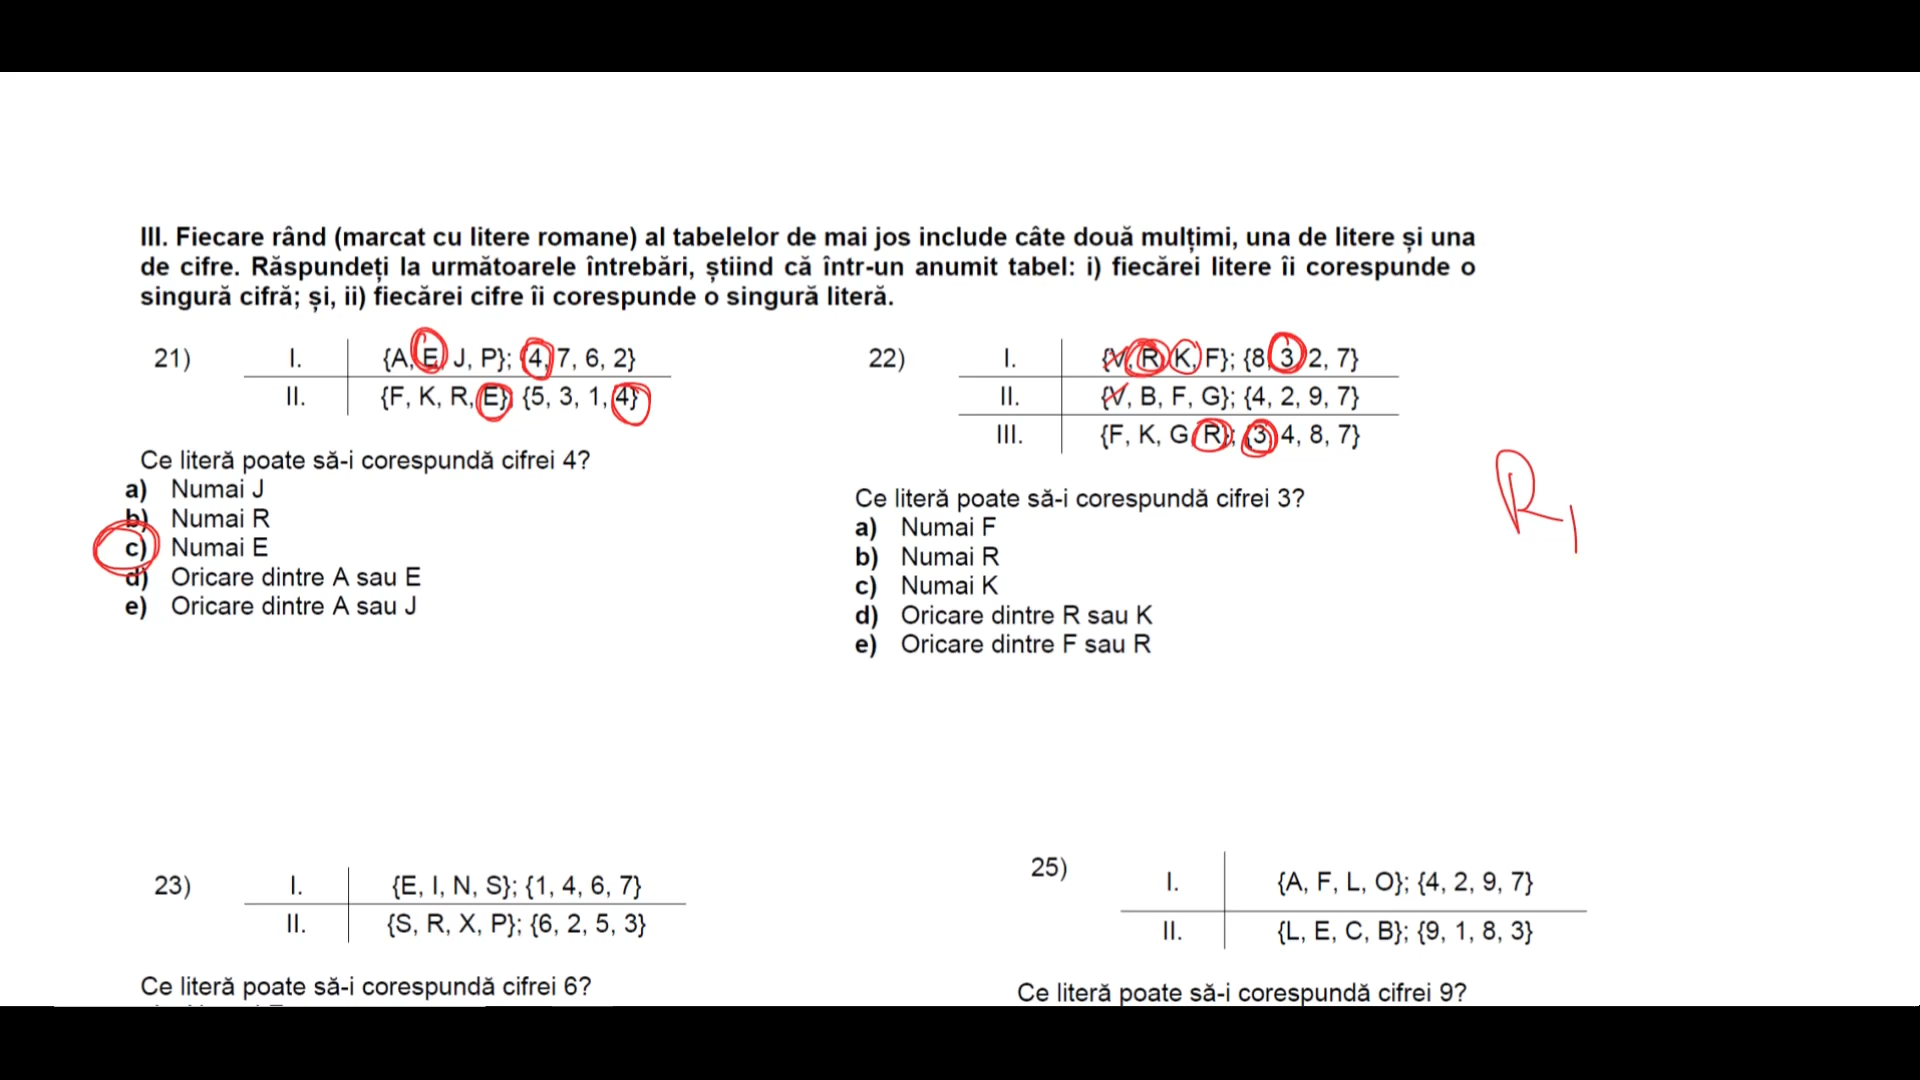 III. Fiecare rând (marcat cu litere romane) al tabelelor de mai jos include câte două mulțimi, una de litere și una
de cifre. Răspundeți la următoarele întrebări, știind că într-un anumit tabel: i) fiecărei litere îi corespunde o
singură cifră; și, ii) fiecărei cifre îi corespunde o singură literă.
21)
I. {A, E, J, P}; {4, 7, 6, 2}
II. {F, K, R, E}; {5, 3, 1, 4}
Ce literă poate să-i corespundă cifrei 4?
a) Numai J
b) Numai R
c) Numai E
d) Oricare dintre A sau E
e) Oricare dintre A sau J
22)
I. {V, R, K, F}; {8, 3, 2, 7}
II. {V, B, F, G}; {4, 2, 9, 7}
III. {F, K, G, R}; {3, 4, 8, 7}
Ce literă poate să-i corespundă cifrei 3?
a) Numai F
b) Numai R
c) Numai K
d) Oricare dintre R sau K
e) Oricare dintre F sau R
R
23)
I. {E, I, N, S}; {1, 4, 6, 7}
II. {S, R, X, P}; {6, 2, 5, 3}
Ce literă poate să-i corespundă cifrei 6?
25)
I. {A, F, L, O}; {4, 2, 9, 7}
II. {L, E, C, B}; {9, 1, 8, 3}
Ce literă poate să-i corespundă cifrei 9?